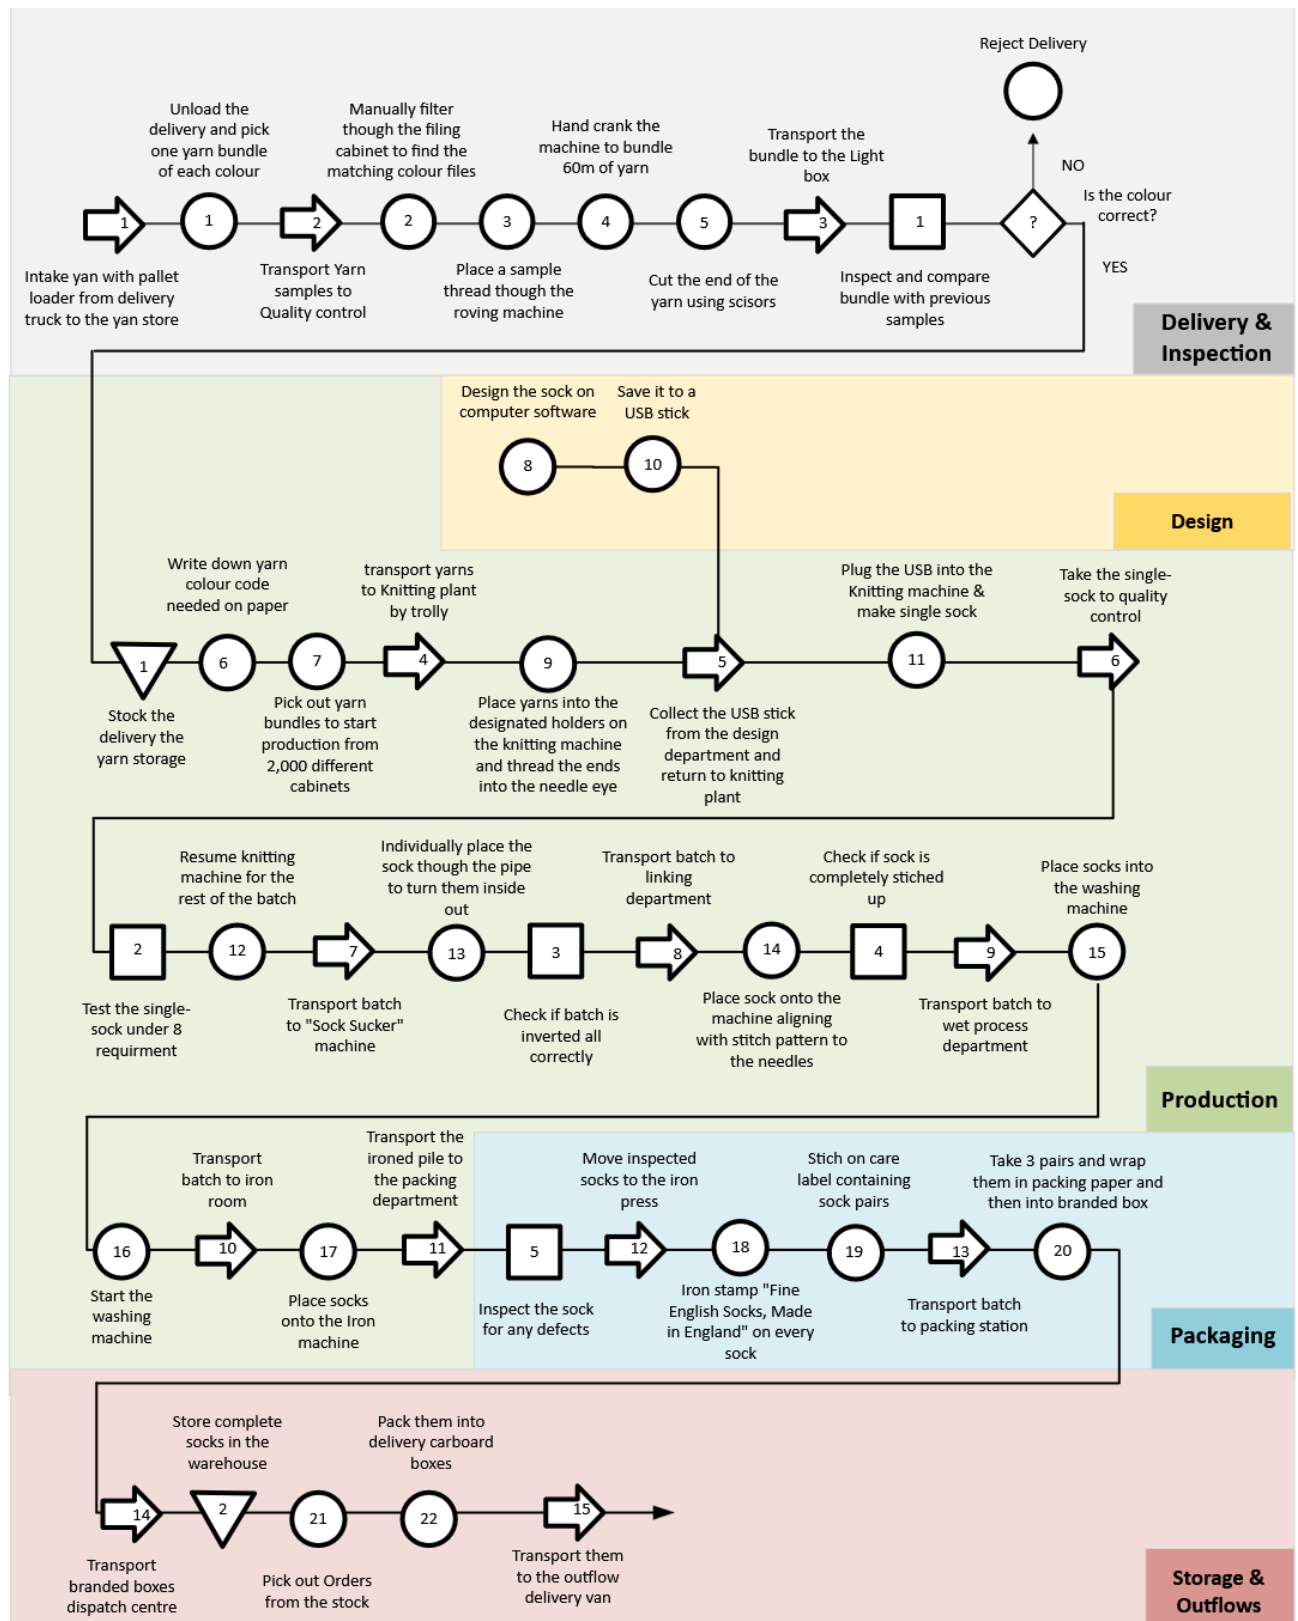 Reject Delivery
NO
Is the colour
correct?
YES
Unload the
delivery and pick
one yarn bundle
of each colour
Manually filter
though the filing
cabinet to find the
matching colour files
Hand crank the
machine to bundle
60m of yarn
Transport the
bundle to the Light
box
1
1
2
2
3
4
5
3
1
?
Intake yan with pallet
loader from delivery
truck to the yan store
Transport Yarn
samples to
Quality control
Place a sample
thread though the
roving machine
Cut the end of the
yarn using scisors
Inspect and compare
bundle with previous
samples
Delivery &
Inspection
Design the sock on
computer software
Save it to a
USB stick
8
10
Design
Write down yarn
colour code
needed on paper
transport yarns
to Knitting plant
by trolly
Plug the USB into the
Knitting machine &
make single sock
Take the single-
sock to quality
control
1
6
7
4
9
5
11
6
Stock the
delivery the
yarn storage
Pick out yarn
bundles to start
production from
2,000 different
cabinets
Place yarns into the
designated holders on
the knitting machine
and thread the ends
into the needle eye
Collect the USB stick
from the design
department and
return to knitting
plant
Resume knitting
machine for the
rest of the batch
Individually place the
sock though the pipe
to turn them inside
out
Transport batch to
linking
department
Check if sock is
completely stiched
up
Place socks into
the washing
machine
2
12
7
13
3
8
14
4
9
15
Test the single-
sock under 8
requirment
Transport batch
to "Sock Sucker"
machine
Check if batch is
inverted all
correctly
Place sock onto the
machine aligning
with stitch pattern to
the needles
Transport batch to
wet process
department
Production
Transport
batch to iron
room
Transport the
ironed pile to
the packing
department
Move inspected
socks to the iron
press
Stich on care
label containing
sock pairs
Take 3 pairs and wrap
them in packing paper and
then into branded box
16
10
17
11
5
12
18
19
13
20
Start the
washing
machine
Place socks
onto the Iron
machine
Inspect the sock
for any defects
Iron stamp "Fine
English Socks, Made
in England" on every
sock
Transport batch
to packing station
Packaging
Store complete
socks in the
warehouse
Pack them into
delivery carboard
boxes
14
2
21
22
15
Transport
branded boxes
dispatch centre
Pick out Orders
from the stock
Transport them
to the outflow
delivery van
Storage &
Outflows